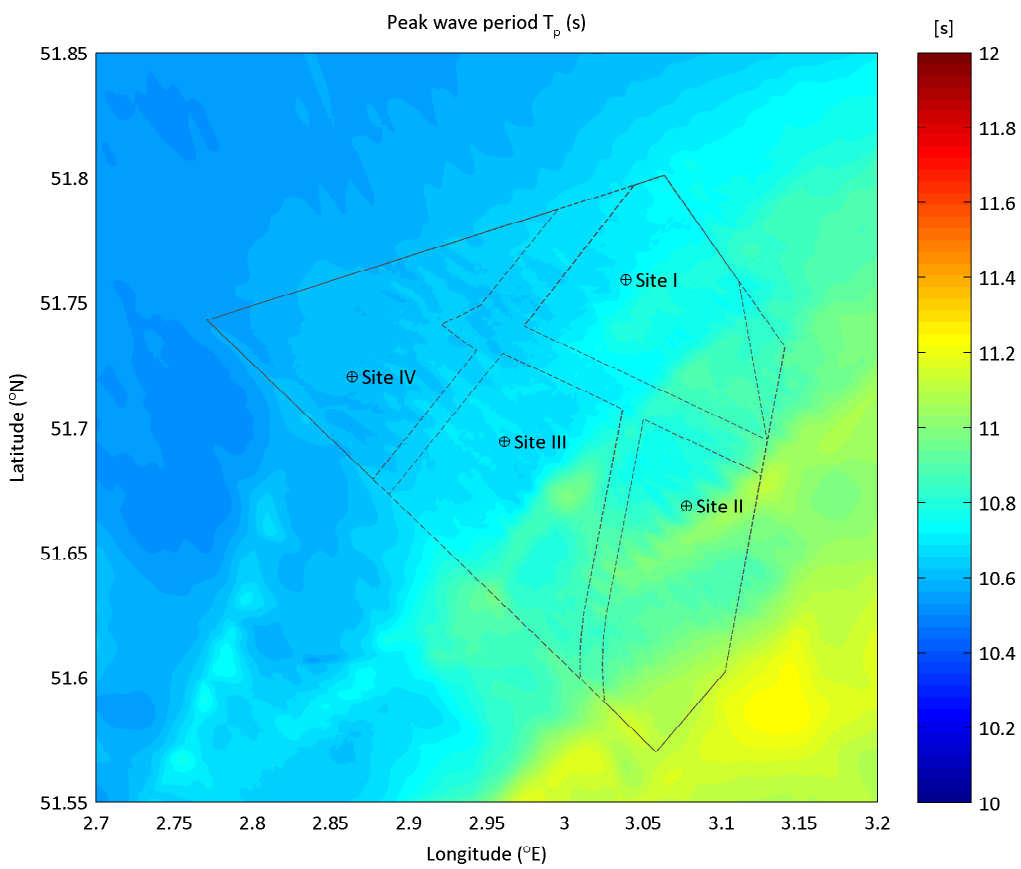 Peak wave period Tp (s)
[s]
51.85
51.8
51.75
51.7
51.65
51.6
51.55
Latitude (°N)
Site I
Site IV
Site III
Site II
12
11.8
11.6
11.4
11.2
11
10.8
10.6
10.4
10.2
10
2.7 2.75 2.8 2.85 2.9 2.95 3 3.05 3.1 3.15 3.2
Longitude (°E)